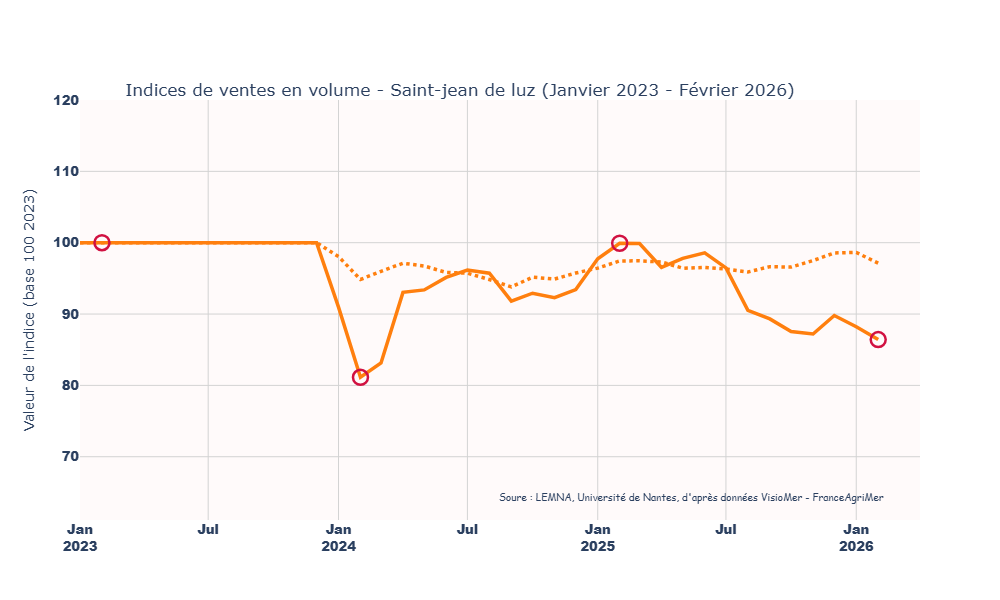 Indices de ventes en volume - Saint-jean de luz (Janvier 2023 - Février 2026)
Valeur de l'indice (base 100 2023)
120
110
100
90
80
70
Soure : LEMNA, Université de Nantes, d'après données VisioMer - FranceAgriMer
Jan Jul Jan Jul Jan Jul Jan
2023 2024 2025 2026